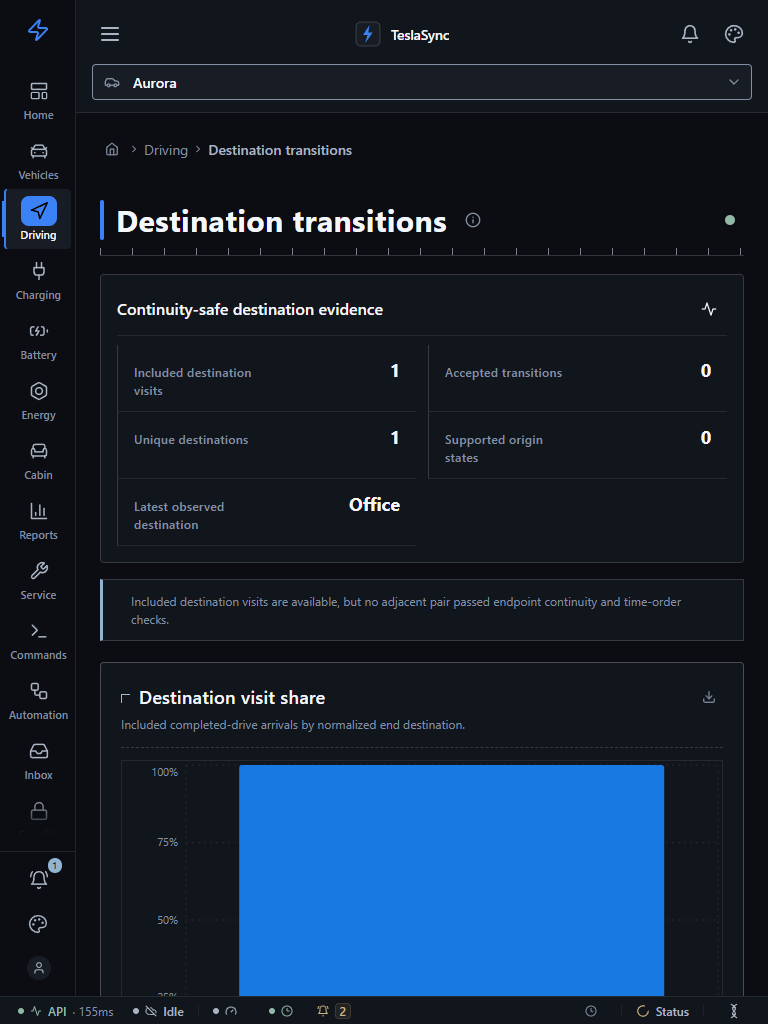 TeslaSync
Aurora
Home
Vehicles
Driving
Charging
Battery
Energy
Cabin
Reports
Service
Commands
Automation
Inbox
1
Driving
Destination transitions
Destination transitions
Continuity-safe destination evidence
Included destination
visits
1
Accepted transitions
0
Unique destinations
1
Supported origin
states
0
Latest observed
destination
Office
Included destination visits are available, but no adjacent pair passed endpoint continuity and time-order
checks.
Destination visit share
Included completed-drive arrivals by normalized end destination.
100%
75%
50%
API · 155ms
Idle
2
Status